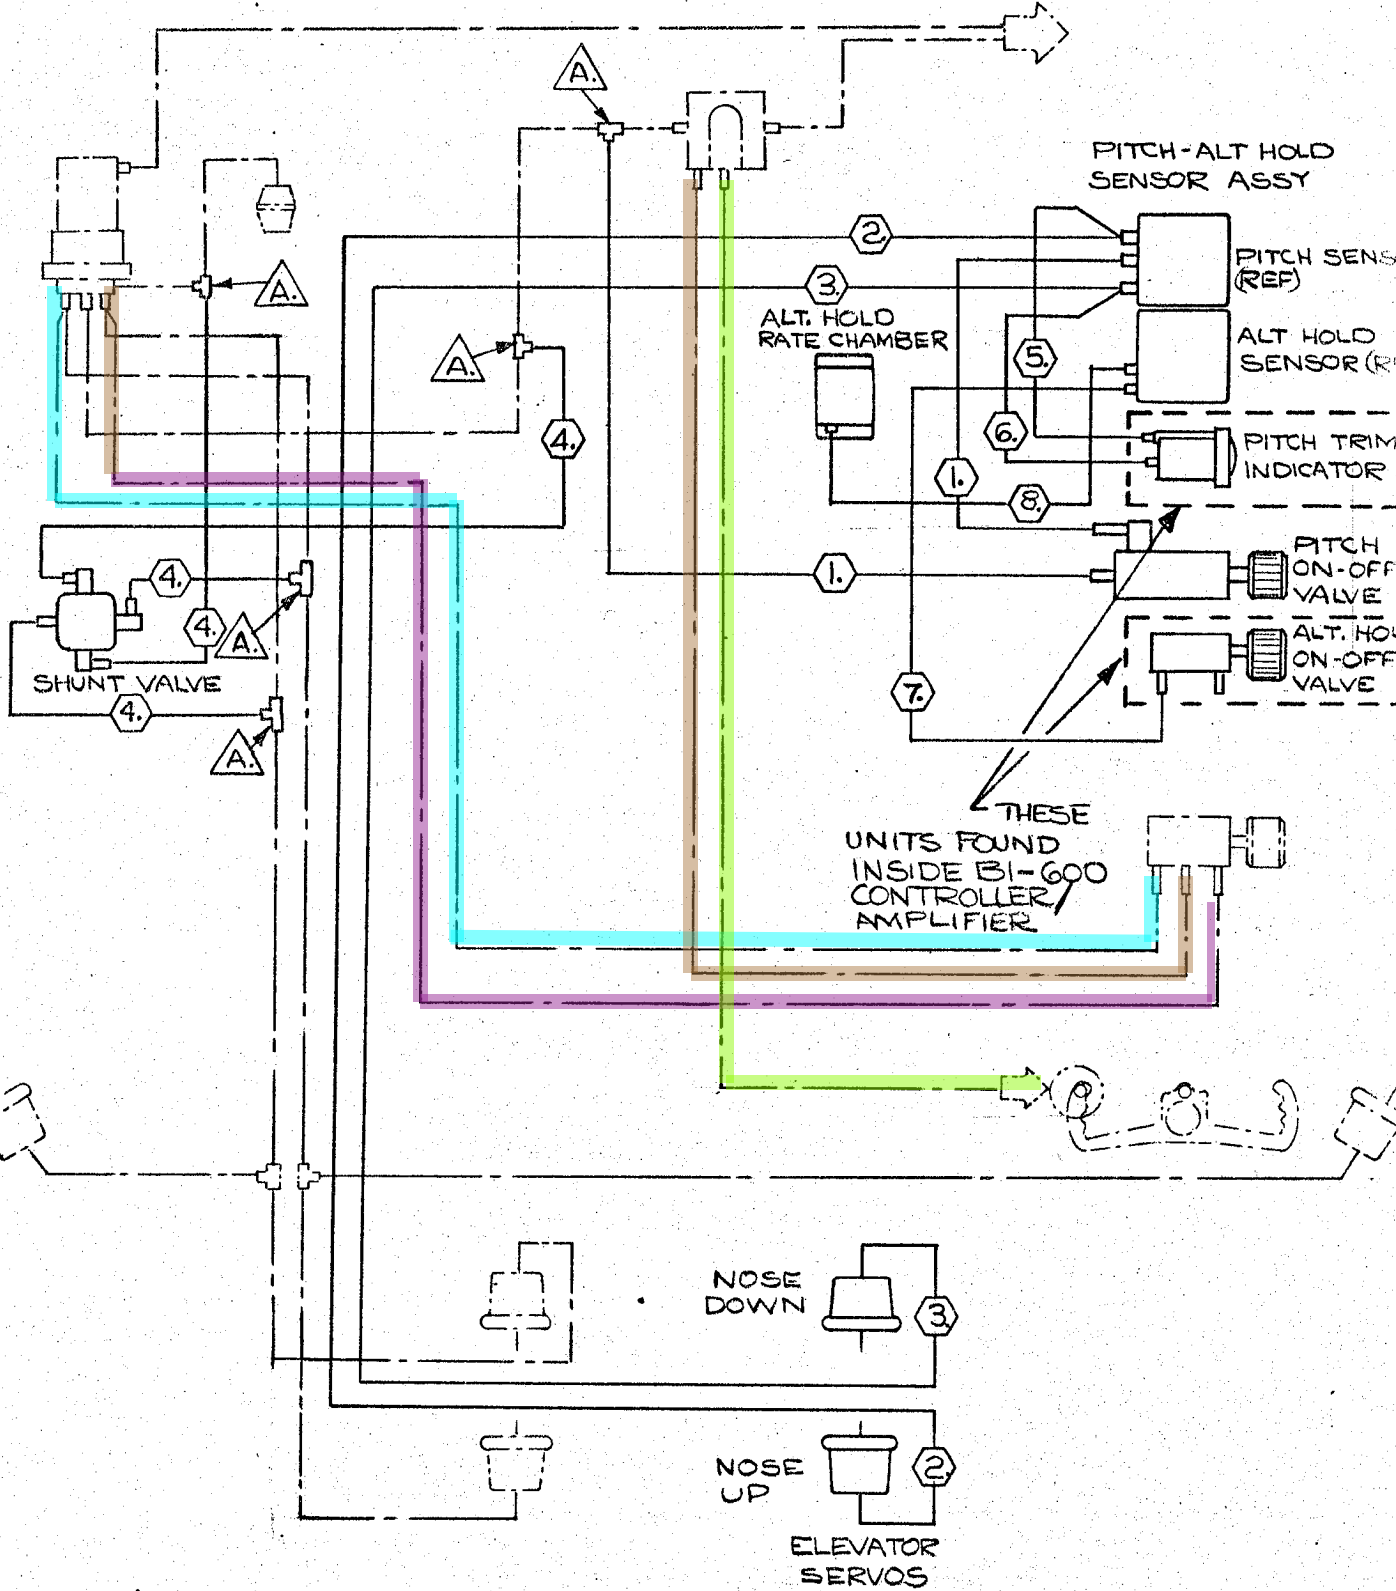 A.
PITCH-ALT HOLD
SENSOR ASSY
2.
PITCH SENS
(REF)
A.
3.
ALT. HOLD
RATE CHAMBER
ALT HOLD
SENSOR (R
A.
5.
4.
6.
PITCH TRIM
INDICATOR
1.
8.
PITCH
ON-OFF
VALVE
4.
1.
4.
A.
ALT. HO
ON-OFF
VALVE
SHUNT VALVE
7.
4.
A.
THESE
UNITS FOUND
INSIDE BI-600
CONTROLLER/
AMPLIFIER
NOSE
DOWN
3.
NOSE
UP
2.
ELEVATOR
SERVOS